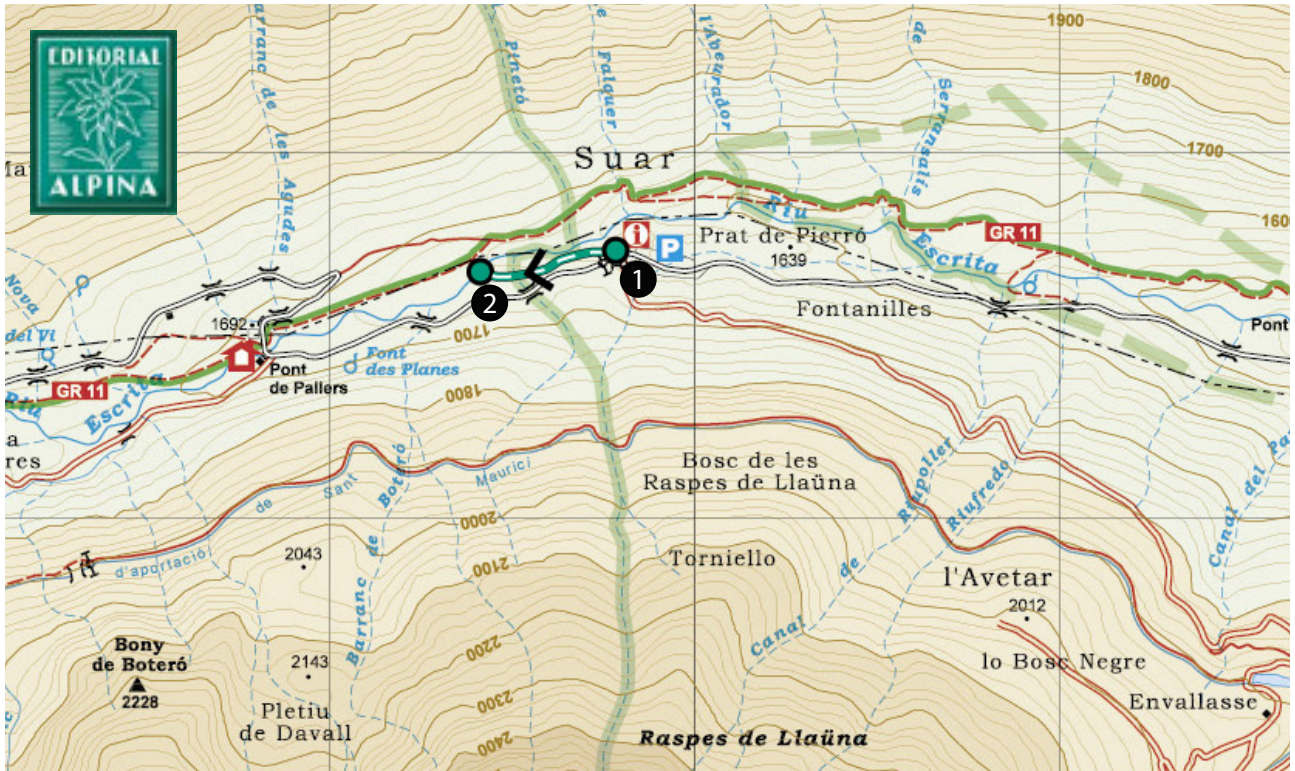 EDITORIAL
ALPINA
Barranc de les Agudes
Pinetó
de
Falquer
l'Abeurador
de
Serransalis
1900
1800
1700
1600
Suar
Riu
Escrita
GR 11
Prat de Pierró
1639
Fontanilles
Pont
i
P
1
2
Nova
del Vi
1692
Pont
de Pallers
Font
des Planes
1700
1800
GR 11
Riu
Escrita
a
res
de Sant Maurici
d'aportació
Barranc de Boteró
2000
2100
2200
2300
2400
Bosc de les
Raspes de Llaüna
Torniello
Riupoller
Riufredo
Canal de
Canal del Pa
l'Avetar
2012
lo Bosc Negre
Envallasse
2043
2143
Bony
de Boteró
2228
Pletiu
de Davall
Raspes de Llaüna